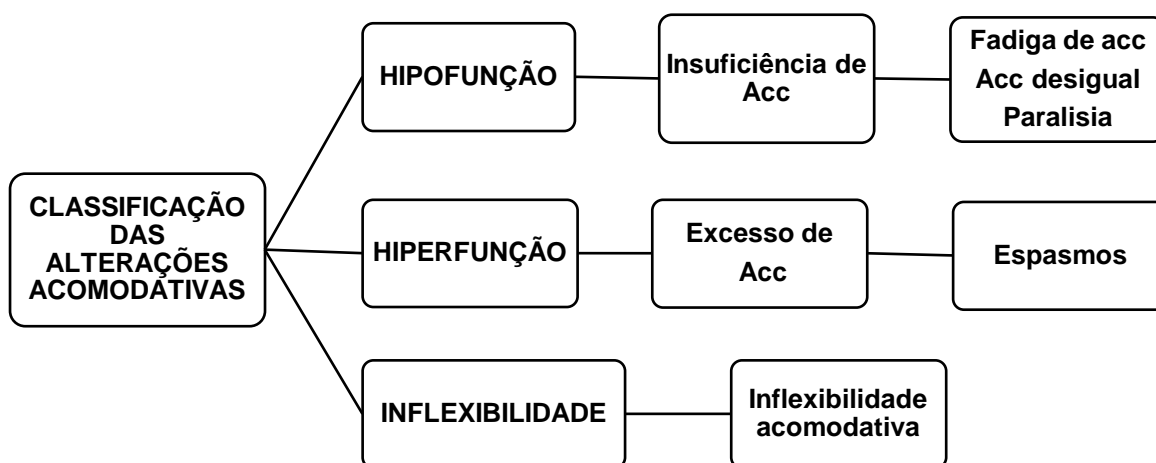 CLASSIFICAÇÃO
DAS
ALTERAÇÕES
ACOMODATIVAS
HIPOFUNÇÃO
Insuficiência de
Acc
Fadiga de acc
Acc desigual
Paralisia
HIPERFUNÇÃO
Excesso de
Acc
Espasmos
INFLEXIBILIDADE
Inflexibilidade
acomodativa